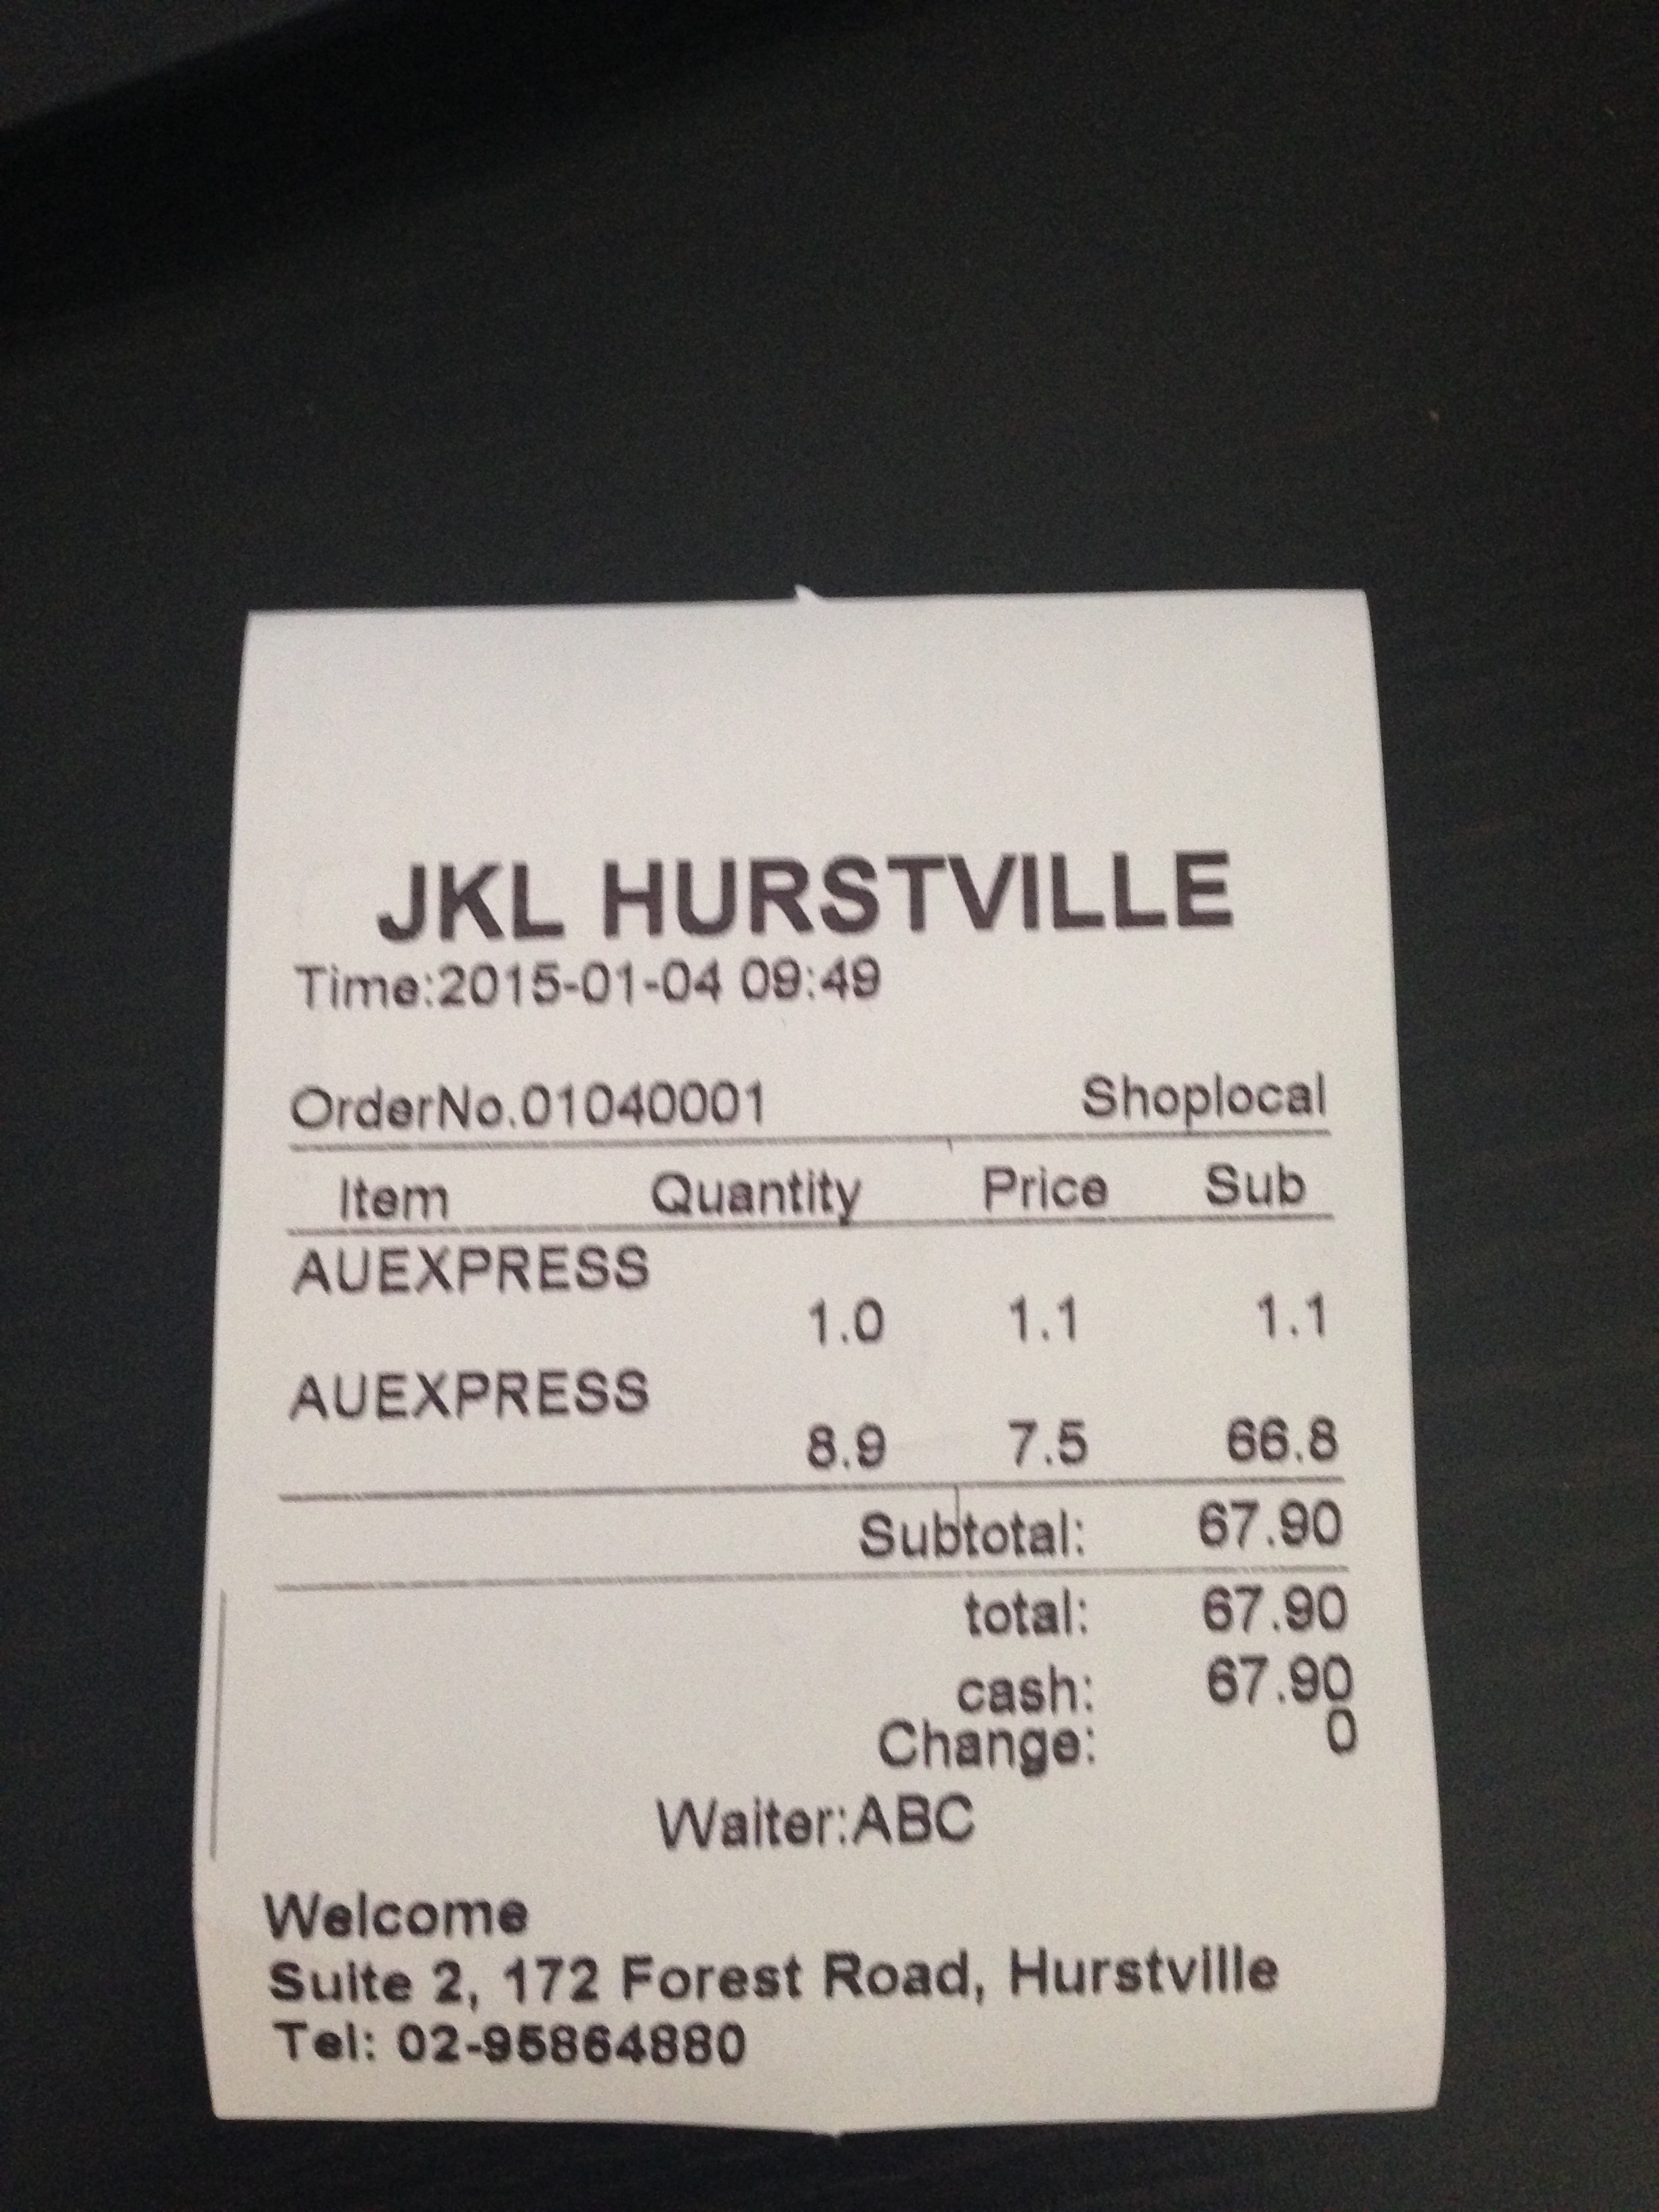 JKL HURSTVILLE
Time:2015-01-04 09:49
OrderNo.01040001 Shoplocal
Item Quantity Price Sub
AUEXPRESS
1.0 1.1 1.1
AUEXPRESS
8.9 7.5 66.8
Subtotal: 67.90
total: 67.90
cash: 67.90
Change: 0
Waiter:ABC
Welcome
Suite 2, 172 Forest Road, Hurstville
Tel: 02-95864880